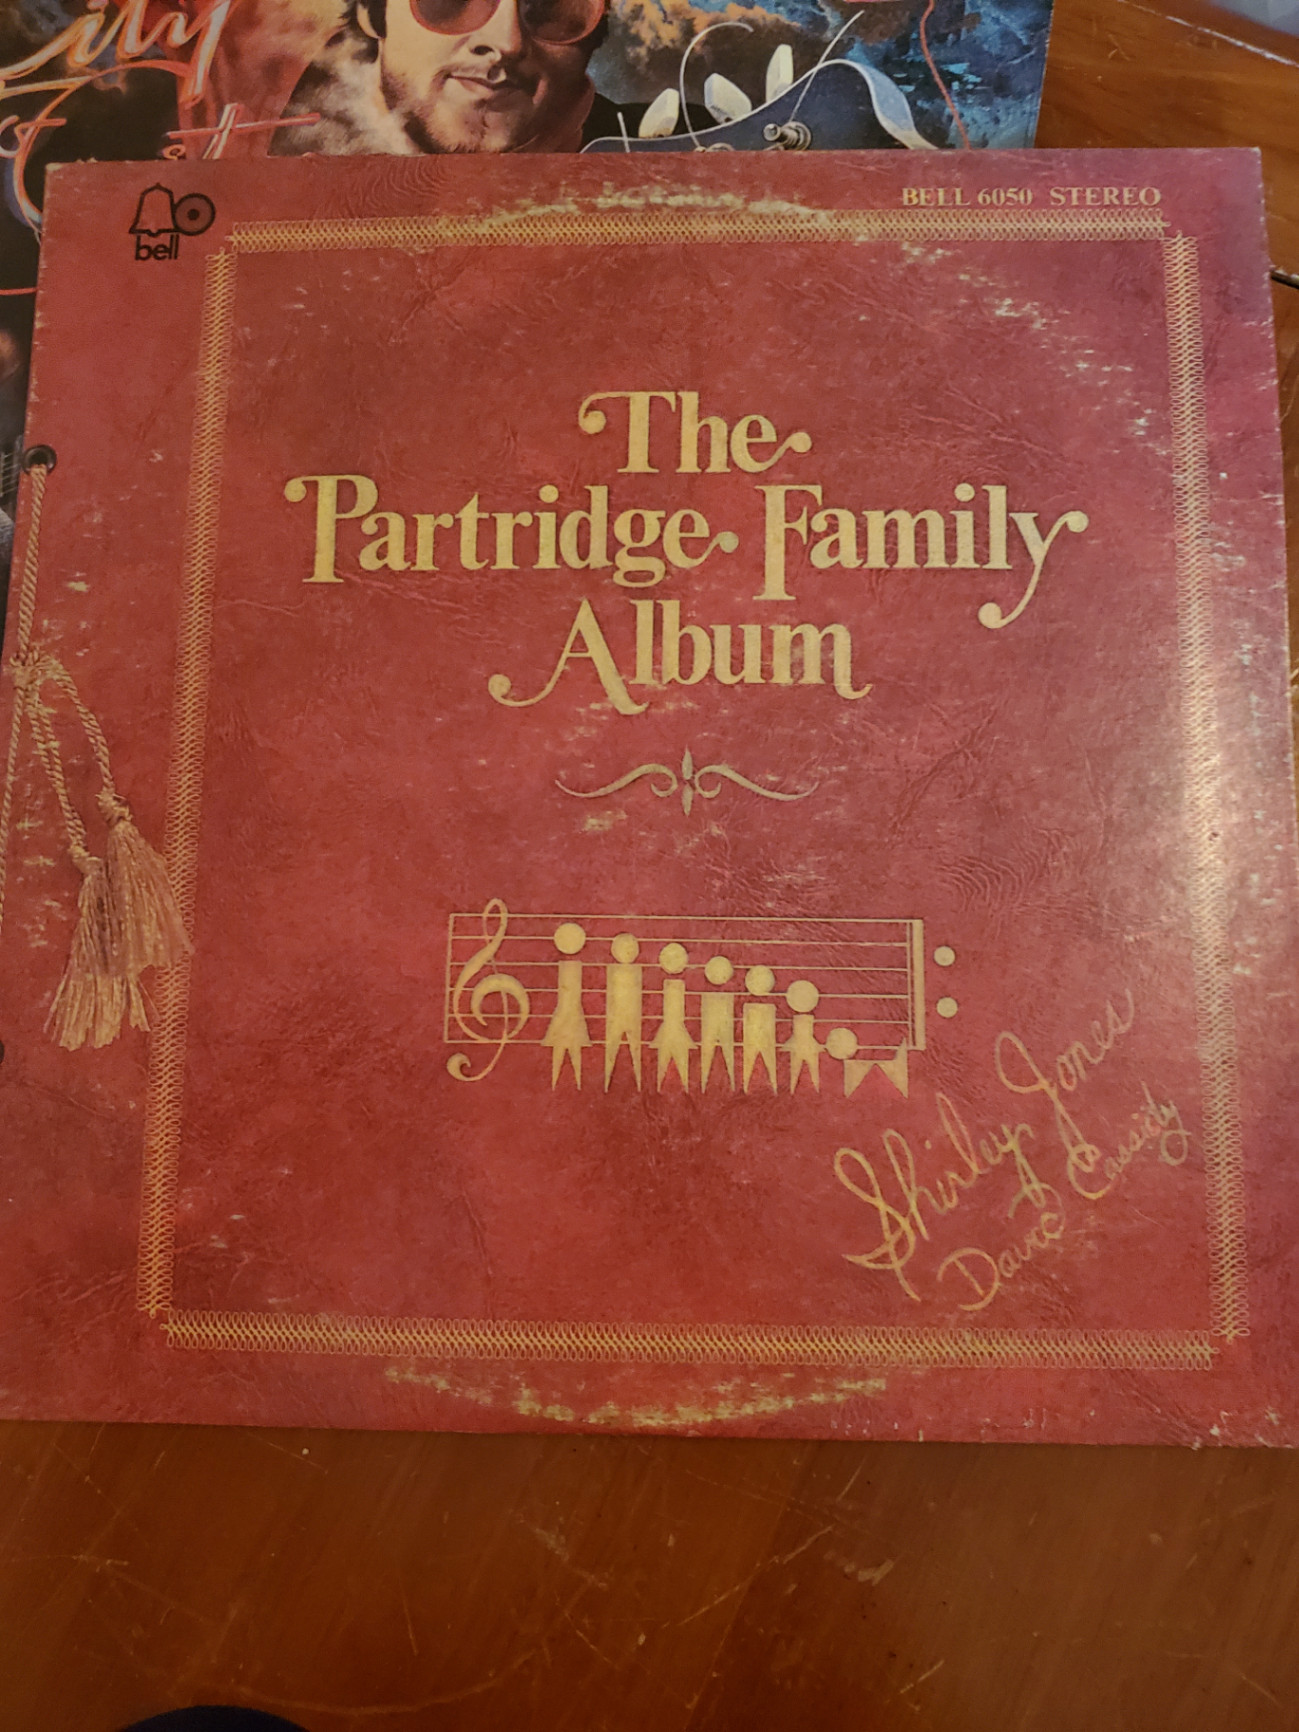 bell
BELL 6050 STEREO
The
Partridge Family
Album
Shirley Jones
David Cassidy